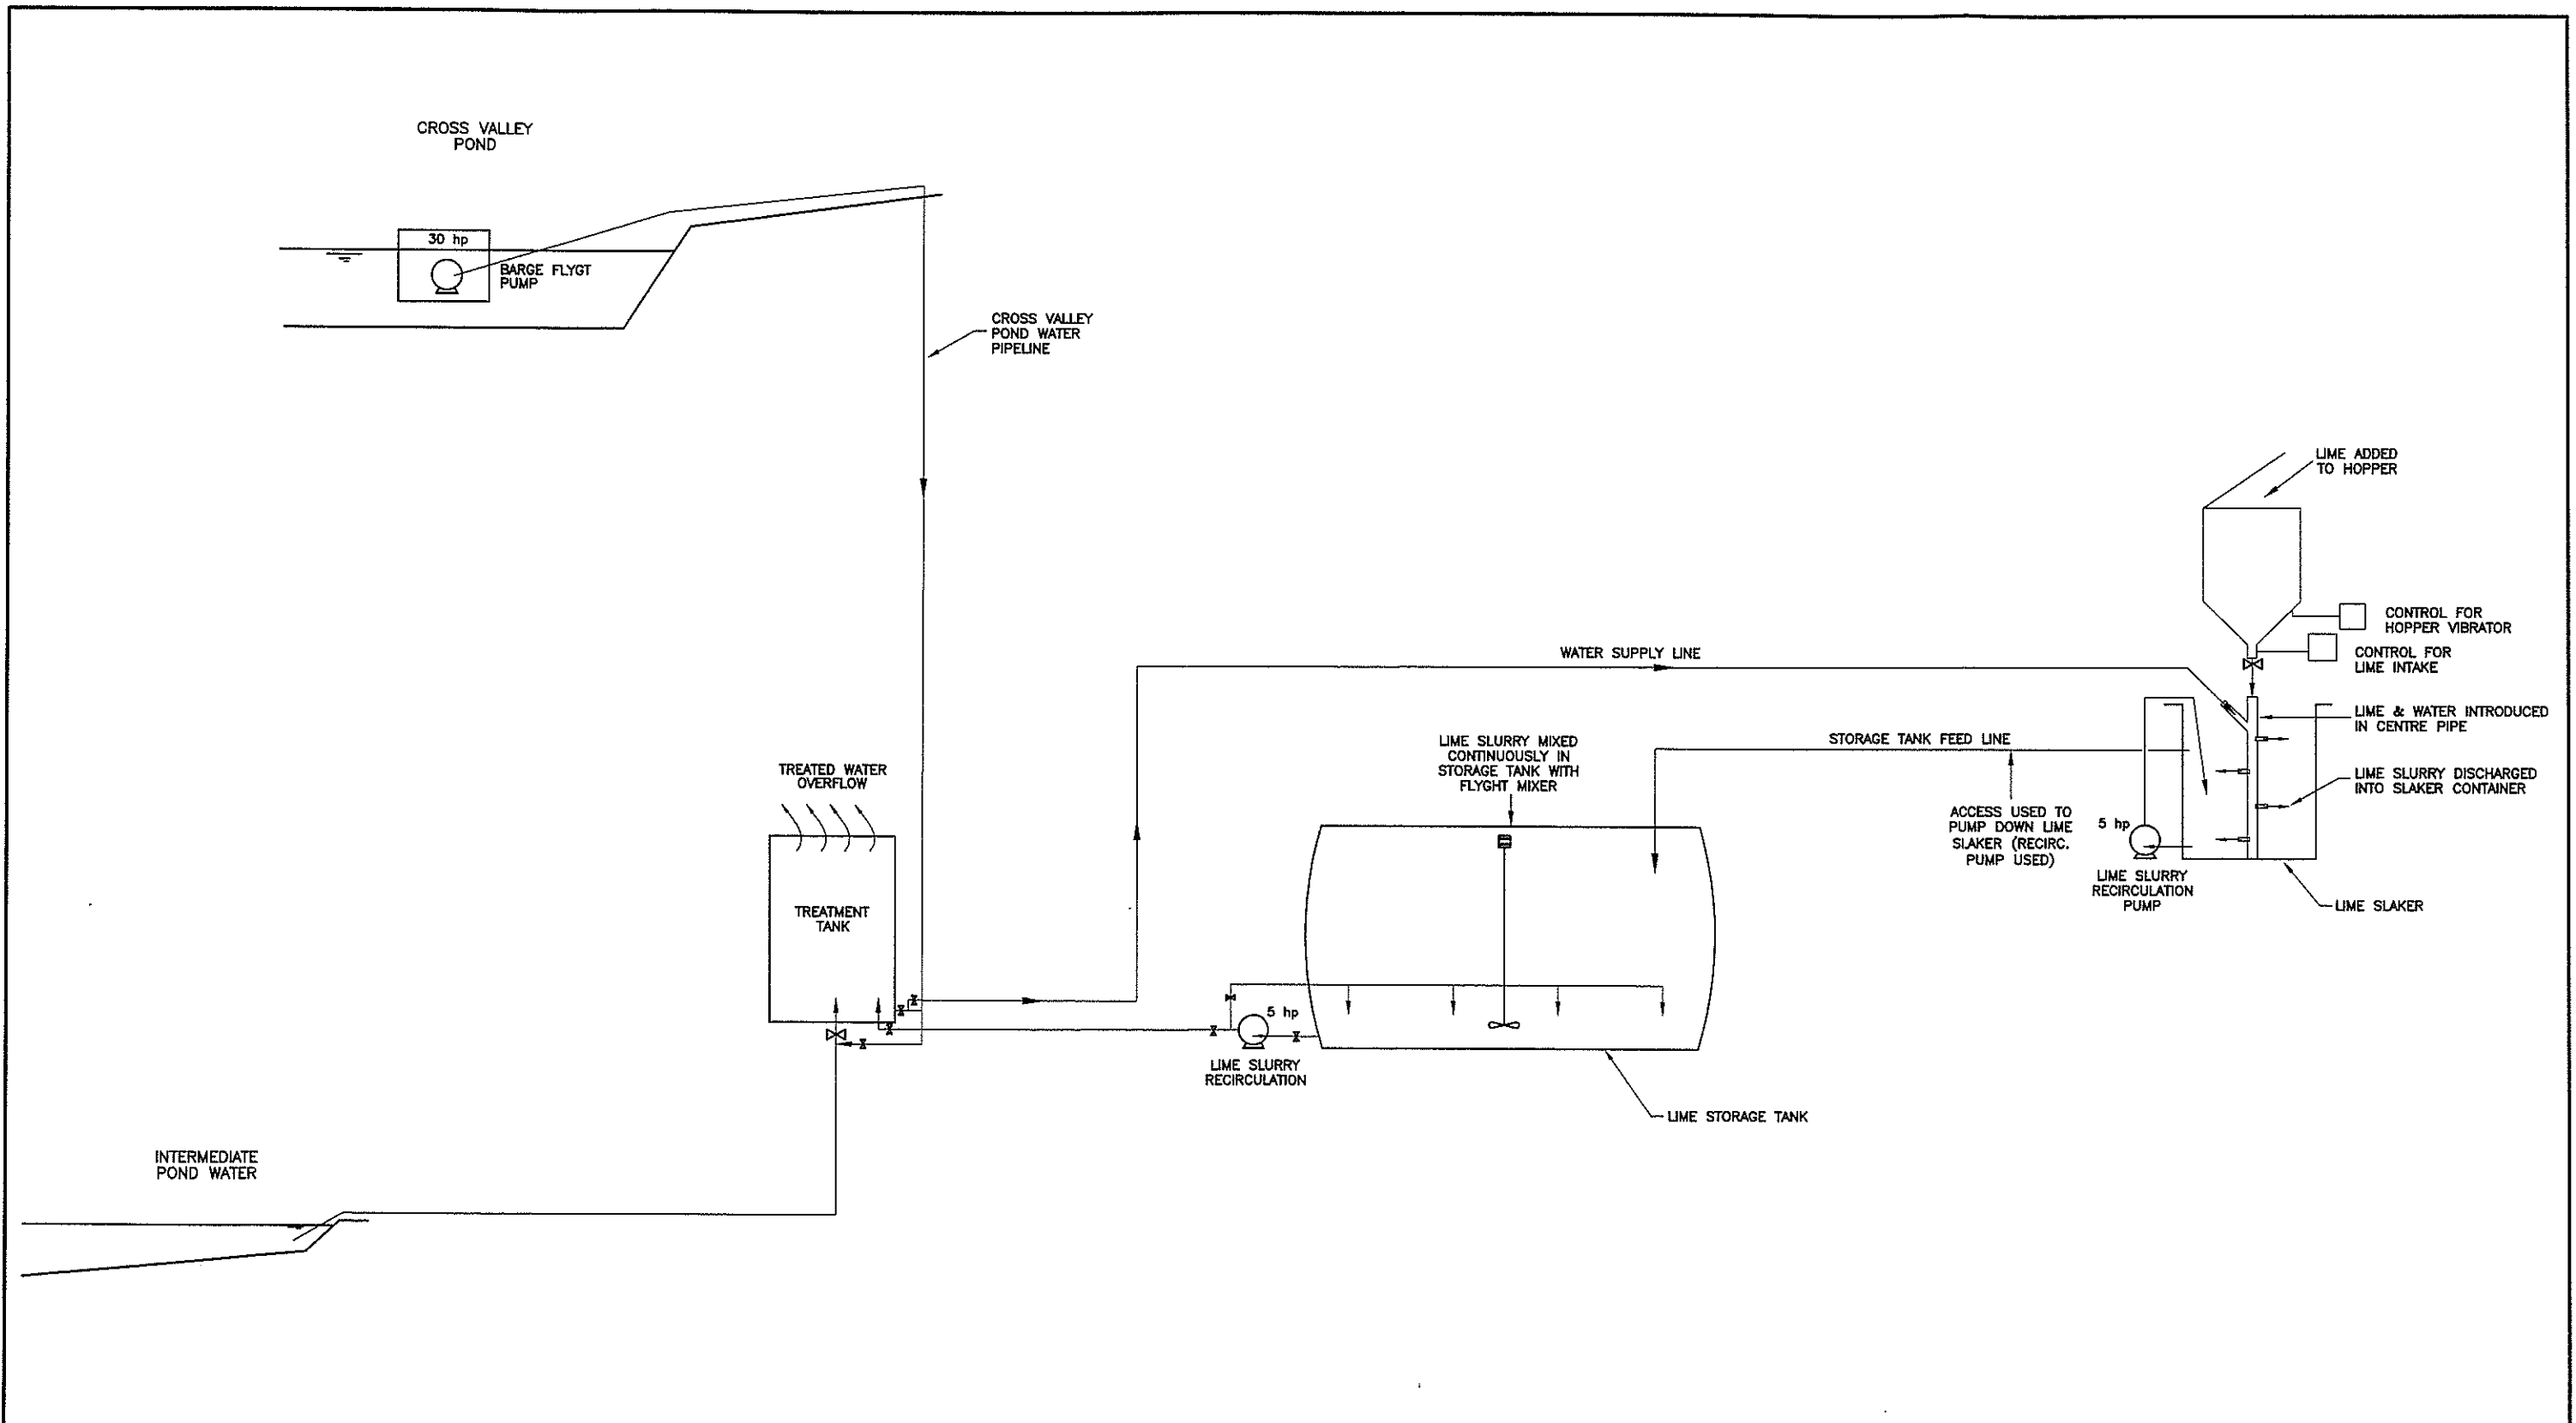 CROSS VALLEY
POND
30 hp
BARGE FLYGT
PUMP
CROSS VALLEY
POND WATER
PIPELINE
LIME ADDED
TO HOPPER
CONTROL FOR
HOPPER VIBRATOR
CONTROL FOR
LIME INTAKE
WATER SUPPLY LINE
LIME & WATER INTRODUCED
IN CENTRE PIPE
STORAGE TANK FEED LINE
LIME SLURRY MIXED
CONTINUOUSLY IN
STORAGE TANK WITH
FLYGHT MIXER
TREATED WATER
OVERFLOW
LIME SLURRY DISCHARGED
INTO SLAKER CONTAINER
ACCESS USED TO
PUMP DOWN LIME
SLAKER (RECIRC.
PUMP USED)
5 hp
LIME SLURRY
RECIRCULATION
PUMP
LIME SLAKER
TREATMENT
TANK
5 hp
LIME SLURRY
RECIRCULATION
LIME STORAGE TANK
INTERMEDIATE
POND WATER